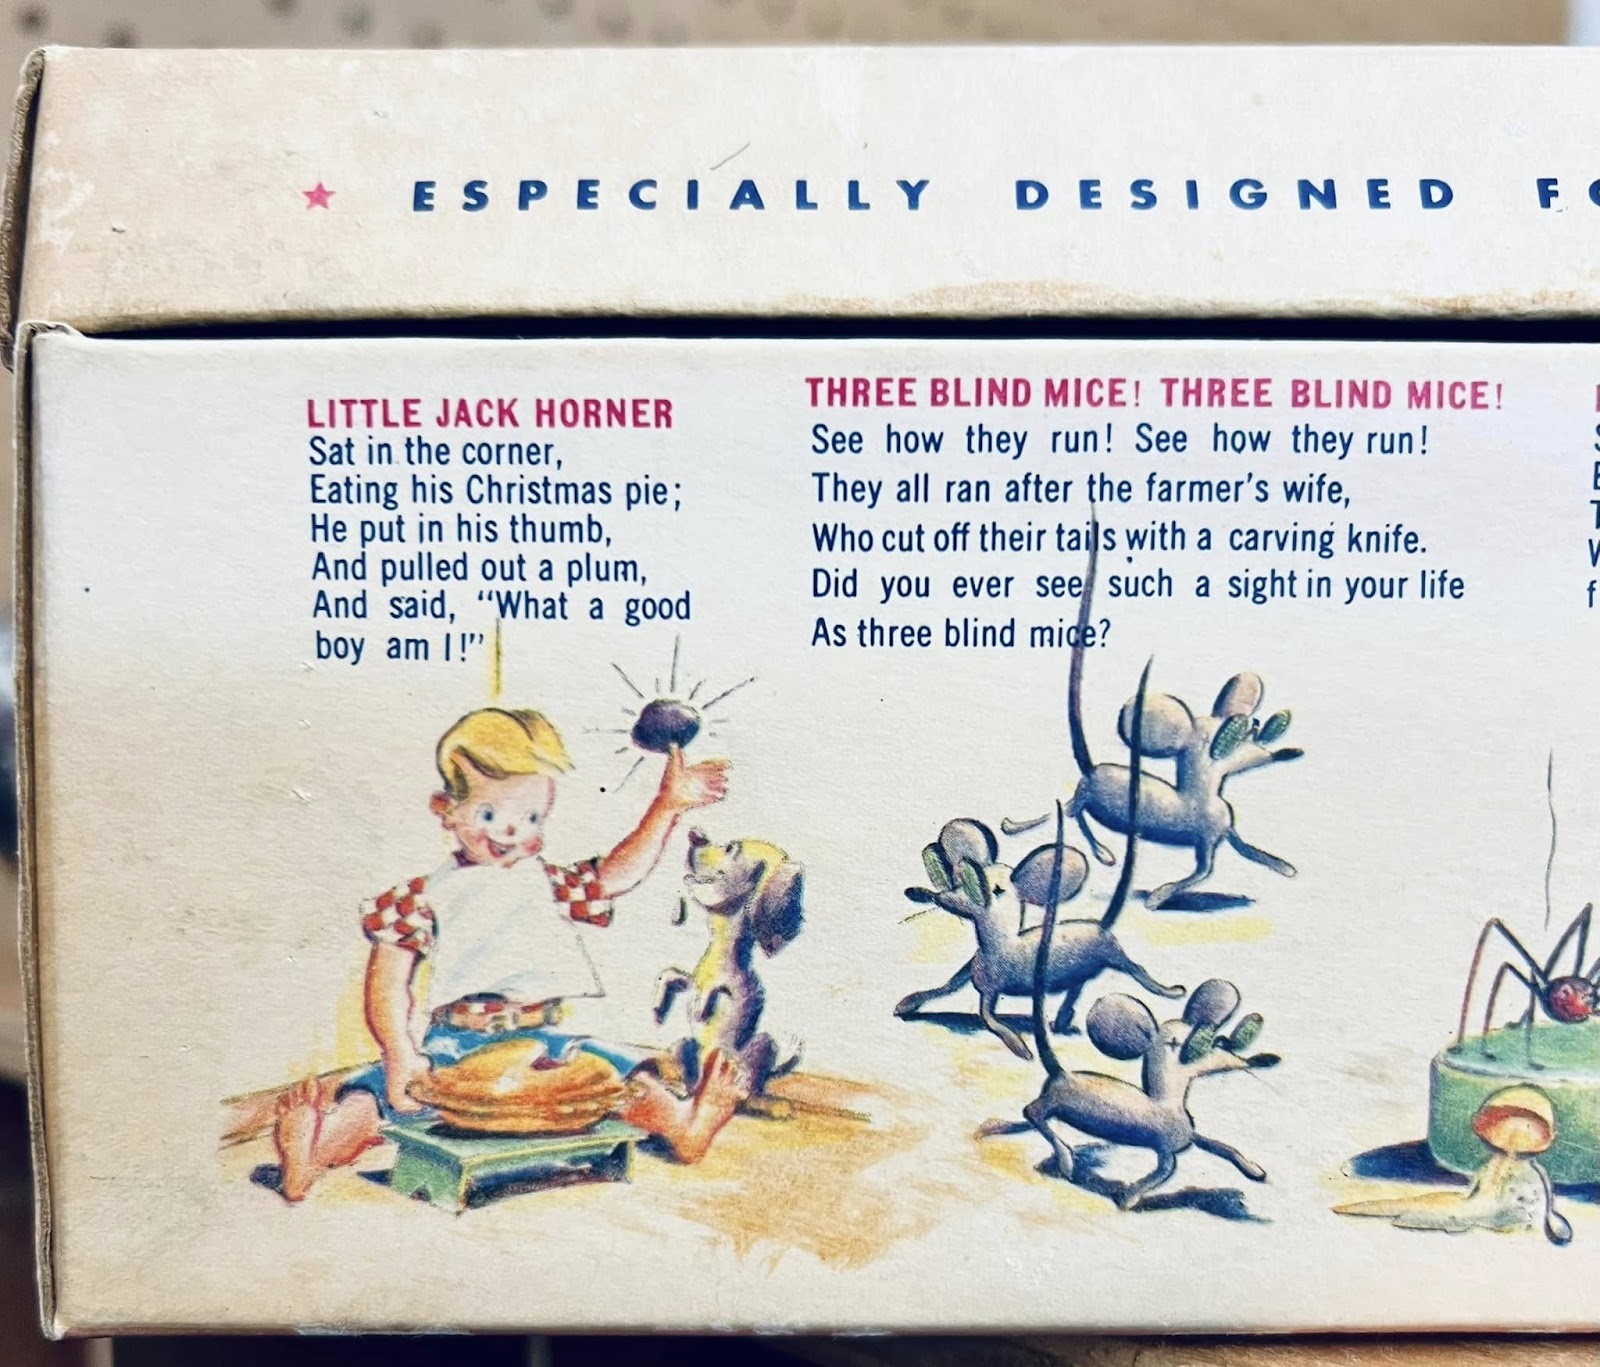 ESPECIALLY DESIGNED
LITTLE JACK HORNER
Sat in the corner,
Eating his Christmas pie;
He put in his thumb,
And pulled out a plum,
And said, “What a good
boy am I!”
THREE BLIND MICE! THREE BLIND MICE!
See how they run! See how they run!
They all ran after the farmer's wife,
Who cut off their tails with a carving knife.
Did you ever see such a sight in your life
As three blind mice?